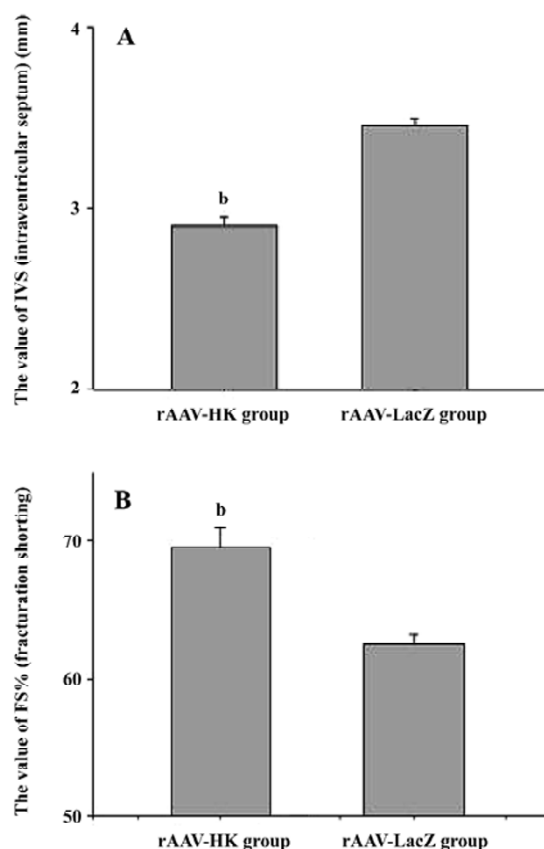 A
The value of IVS (intraventricular septum) (mm)
4
3
2
b
rAAV-HK group
rAAV-LacZ group
B
The value of FS% (fracturation shorting)
70
60
50
b
rAAV-HK group
rAAV-LacZ group